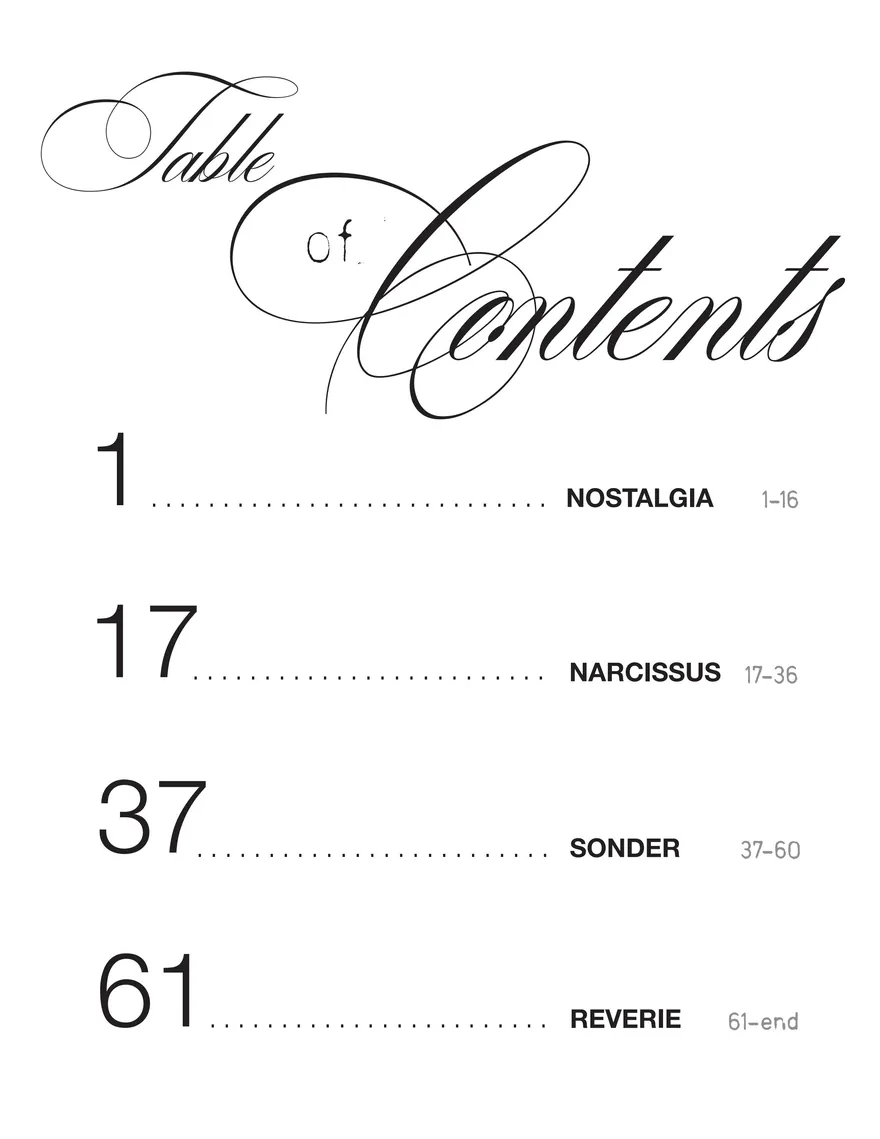 Table
of
Contents
1 ............................ NOSTALGIA 1-16
17 ......................... NARCISSUS 17-36
37 ......................... SONDER 37-60
61 ........................ REVERIE 61-end